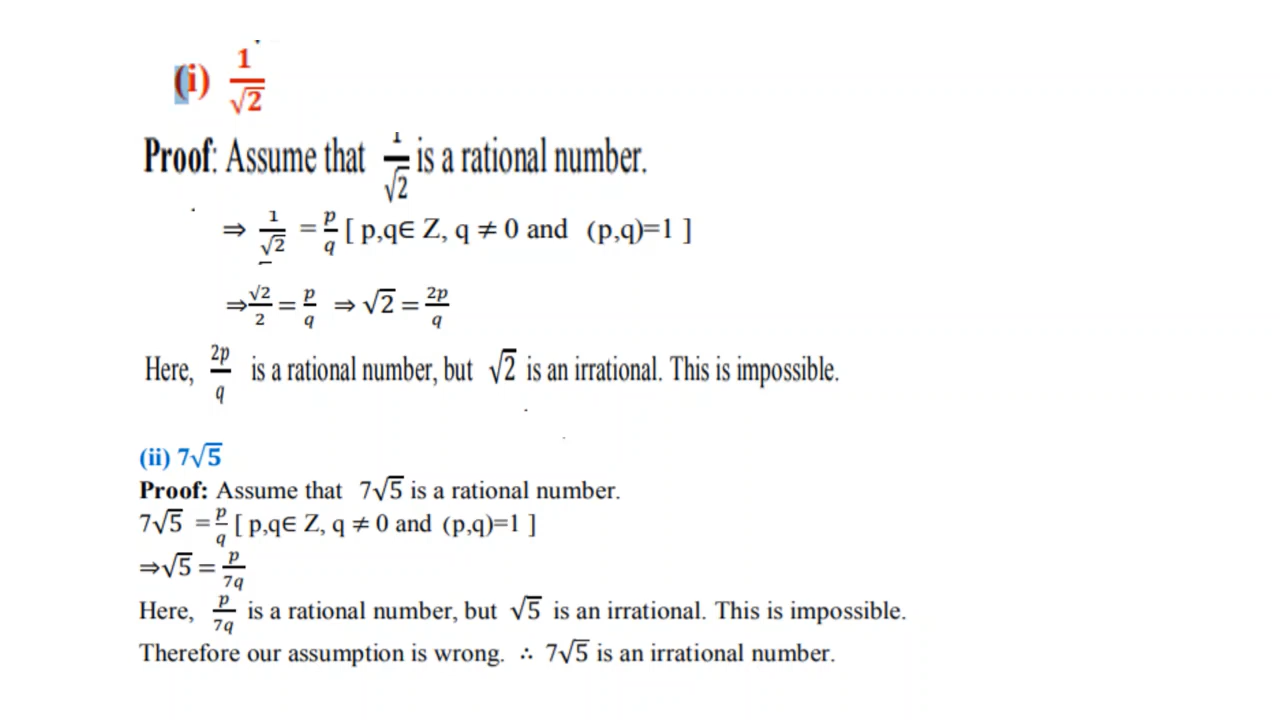 (i) 1/√2
Proof: Assume that 1/√2 is a rational number.
⇒ 1/√2 = p/q [ p,q∈ Z, q ≠ 0 and (p,q)=1 ]
⇒√2/2 = p/q ⇒ √2 = 2p/q
Here, 2p/q is a rational number, but √2 is an irrational. This is impossible.
(ii) 7√5
Proof: Assume that 7√5 is a rational number.
7√5 = p/q [ p,q∈ Z, q ≠ 0 and (p,q)=1 ]
⇒√5 = p/7q
Here, p/7q is a rational number, but √5 is an irrational. This is impossible.
Therefore our assumption is wrong. ∴ 7√5 is an irrational number.